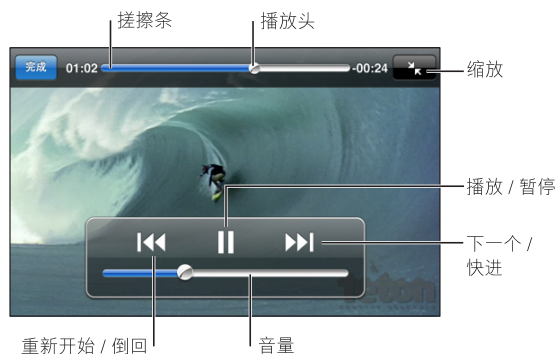 搓擦条
播放头
完成
01:02
-00:24
缩放
播放 / 暂停
下一个 /
快进
Teton
重新开始 / 倒回
音量